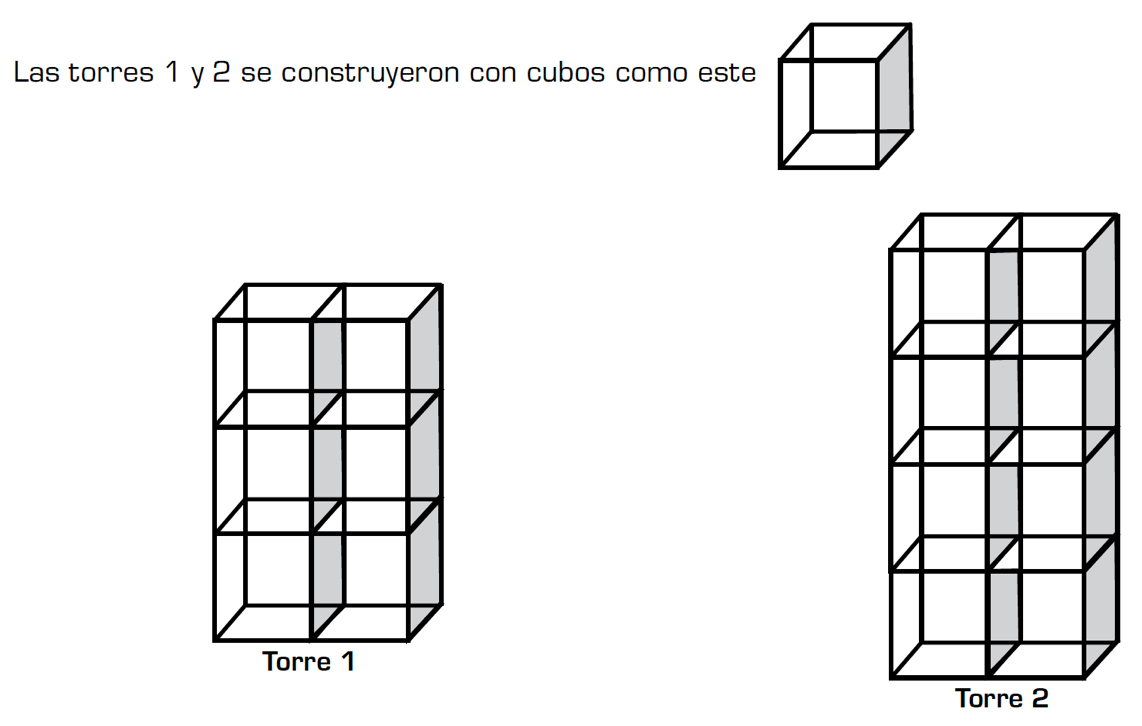 Las torres 1 y 2 se construyeron con cubos como este
Torre 1
Torre 2